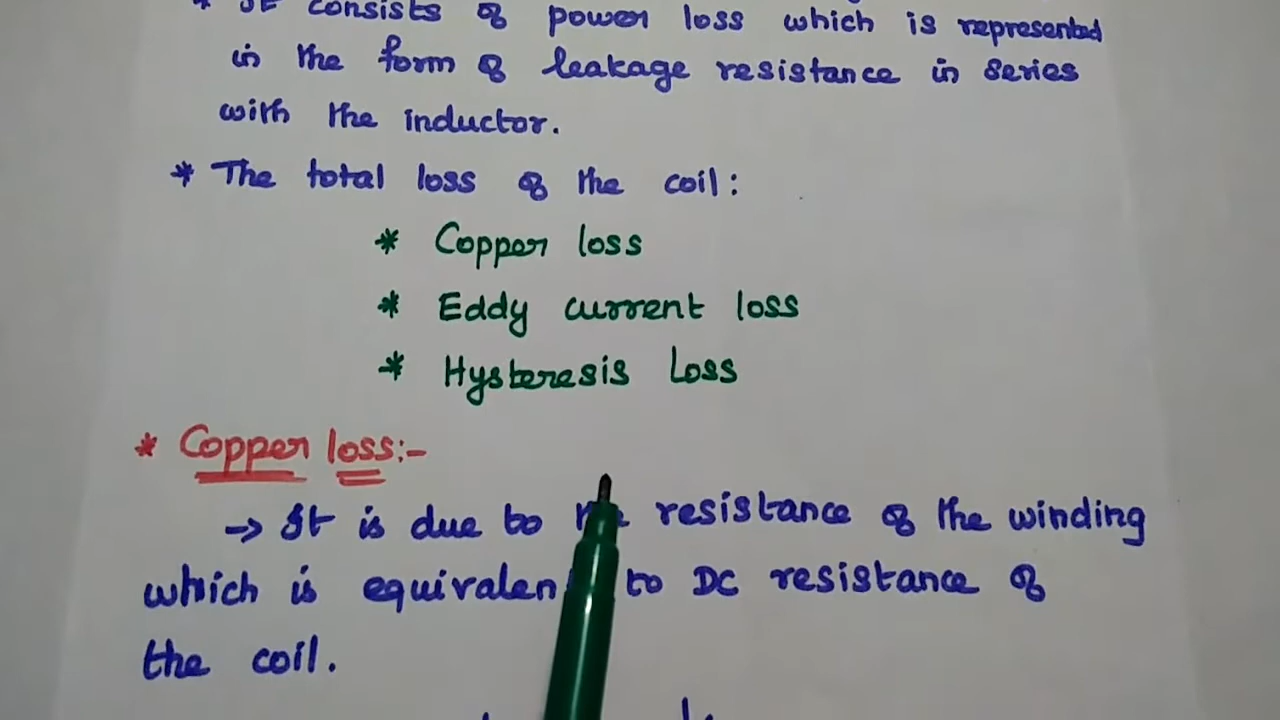 * It consists of power loss which is represented
in the form of leakage resistance in series
with the inductor.
* The total loss of the coil:
* Copper loss
* Eddy current loss
* Hysteresis Loss
* Copper loss:-
→ It is due to the resistance of the winding
which is equivalent to DC resistance of
the coil.